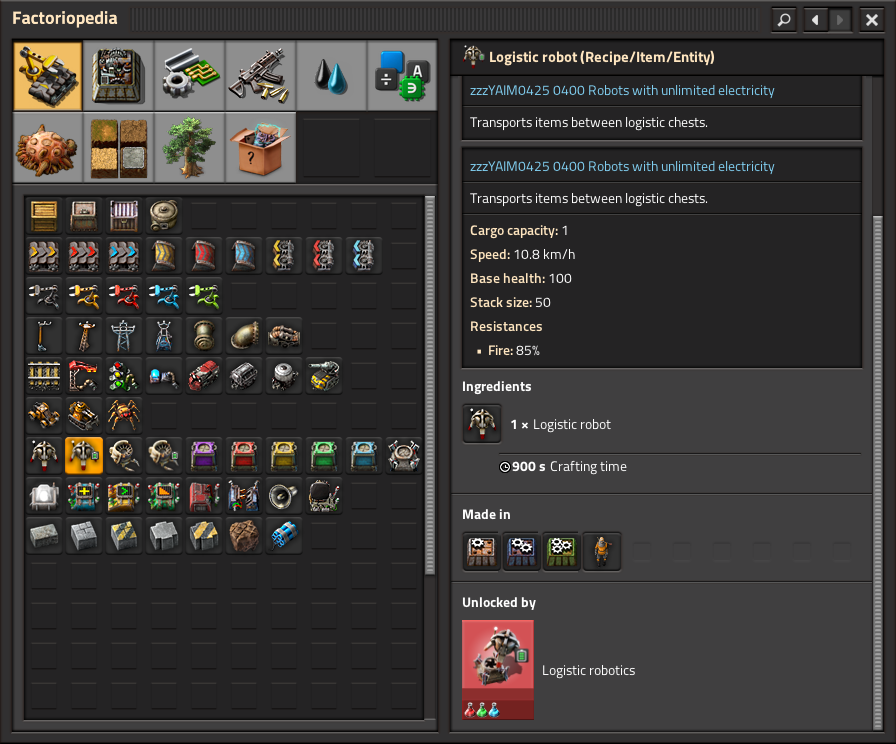 Factoriopedia
Logistic robot (Recipe/Item/Entity)
zzzYAIM0425 0400 Robots with unlimited electricity
Transports items between logistic chests.
zzzYAIM0425 0400 Robots with unlimited electricity
Transports items between logistic chests.
Cargo capacity: 1
Speed: 10.8 km/h
Base health: 100
Stack size: 50
Resistances
▪ Fire: 85%
Ingredients
1 × Logistic robot
900 s Crafting time
Made in
Unlocked by
Logistic robotics